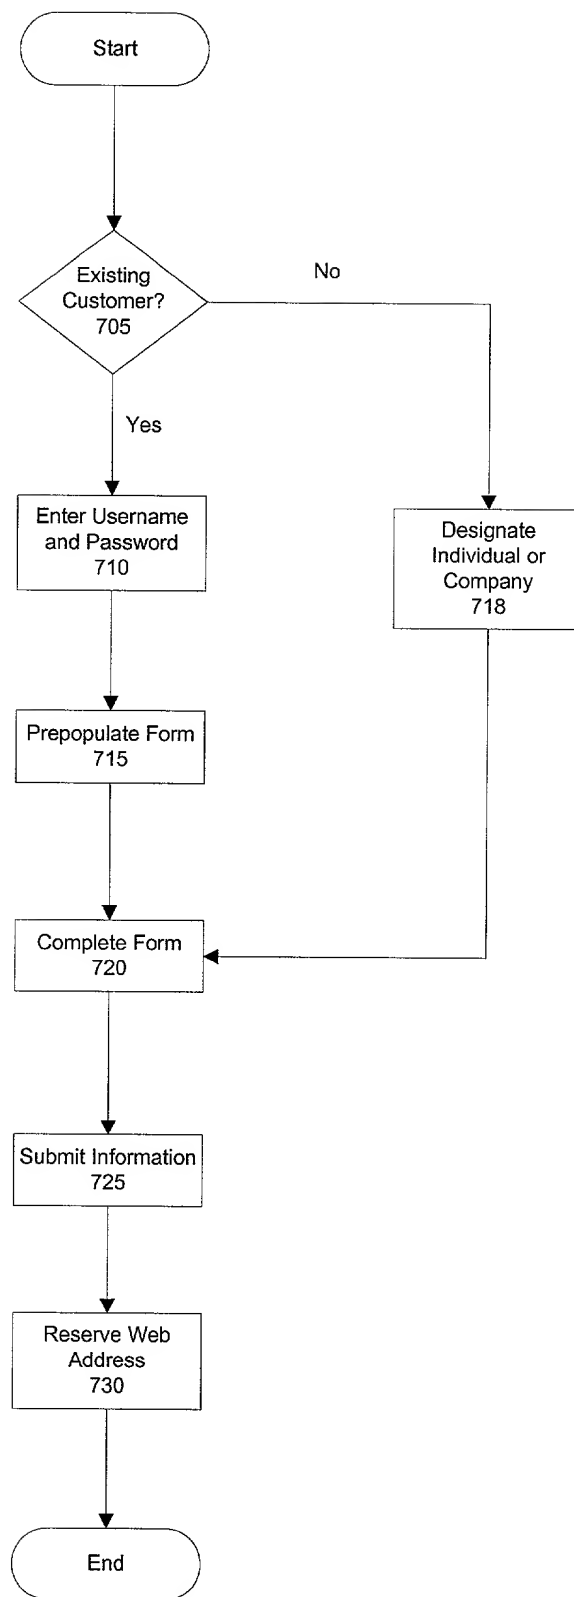 Start
Existing
Customer?
705
No
Yes
Enter Username
and Password
710
Designate
Individual or
Company
718
Prepopulate Form
715
Complete Form
720
Submit Information
725
Reserve Web
Address
730
End